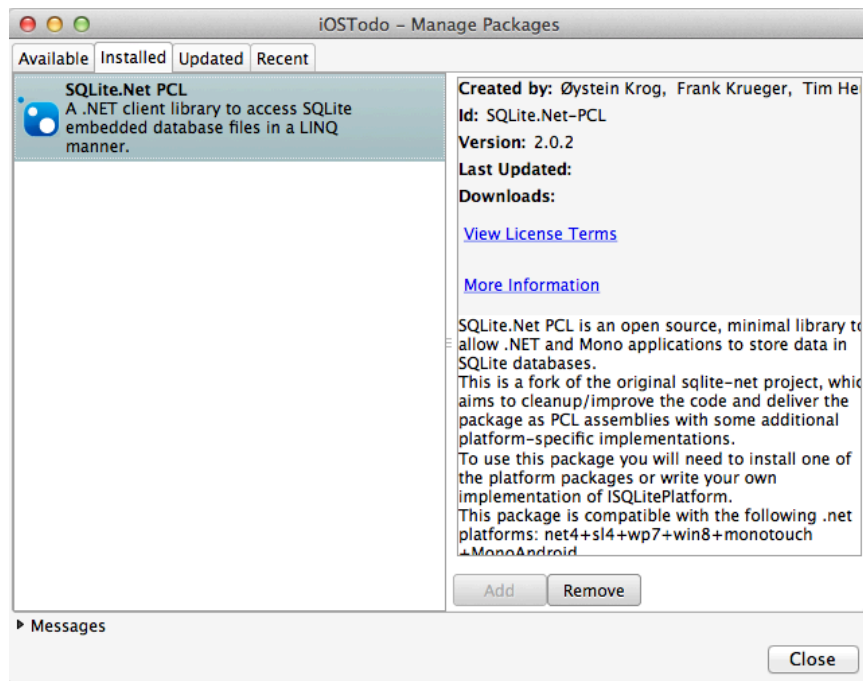 iOSTodo – Manage Packages
Available Installed Updated Recent
SQLite.Net PCL
A .NET client library to access SQLite
embedded database files in a LINQ
manner.
Created by: Øystein Krog, Frank Krueger, Tim He
Id: SQLite.Net-PCL
Version: 2.0.2
Last Updated:
Downloads:
View License Terms
More Information
SQLite.Net PCL is an open source, minimal library to
allow .NET and Mono applications to store data in
SQLite databases.
This is a fork of the original sqlite-net project, whic
aims to cleanup/improve the code and deliver the
package as PCL assemblies with some additional
platform-specific implementations.
To use this package you will need to install one of
the platform packages or write your own
implementation of ISQLitePlatform.
This package is compatible with the following .net
platforms: net4+sl4+wp7+win8+monotouch
+MonoAndroid
Add Remove
Messages
Close